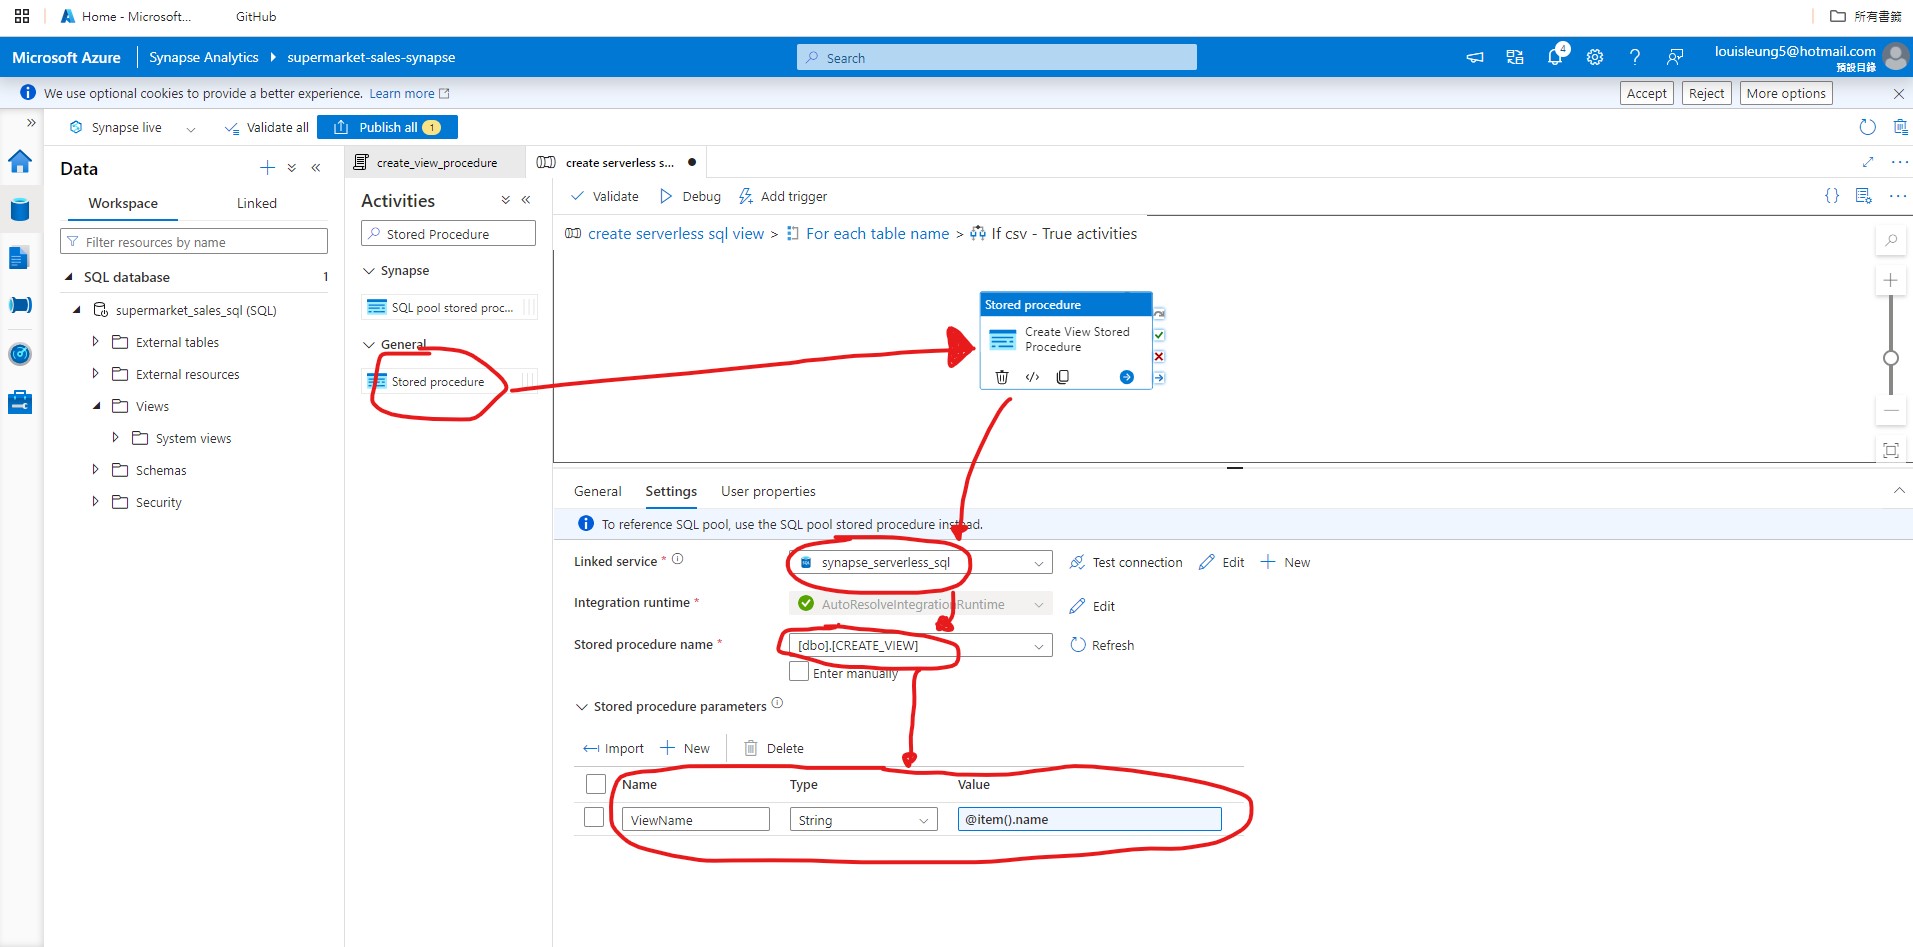 Home - Microsoft...
GitHub
所有書籤
Microsoft Azure
Synapse Analytics
supermarket-sales-synapse
Search
4
louisleung5@hotmail.com
預設目錄
We use optional cookies to provide a better experience. Learn more
Accept
Reject
More options
Synapse live
Validate all
Publish all 1
Data
Workspace
Linked
Filter resources by name
SQL database 1
supermarket_sales_sql (SQL)
External tables
External resources
Views
System views
Schemas
Security
create_view_procedure
create serverless s...
Activities
Stored Procedure
Synapse
SQL pool stored proc...
General
Stored procedure
Validate
Debug
Add trigger
create serverless sql view > For each table name > If csv - True activities
Stored procedure
Create View Stored
Procedure
General
Settings
User properties
To reference SQL pool, use the SQL pool stored procedure instead.
Linked service *
synapse_serverless_sql
Test connection
Edit
New
Integration runtime *
AutoResolveIntegrationRuntime
Edit
Stored procedure name *
[dbo].[CREATE_VIEW]
Refresh
Enter manually
Stored procedure parameters
Import
New
Delete
Name
Type
Value
ViewName
String
@item().name